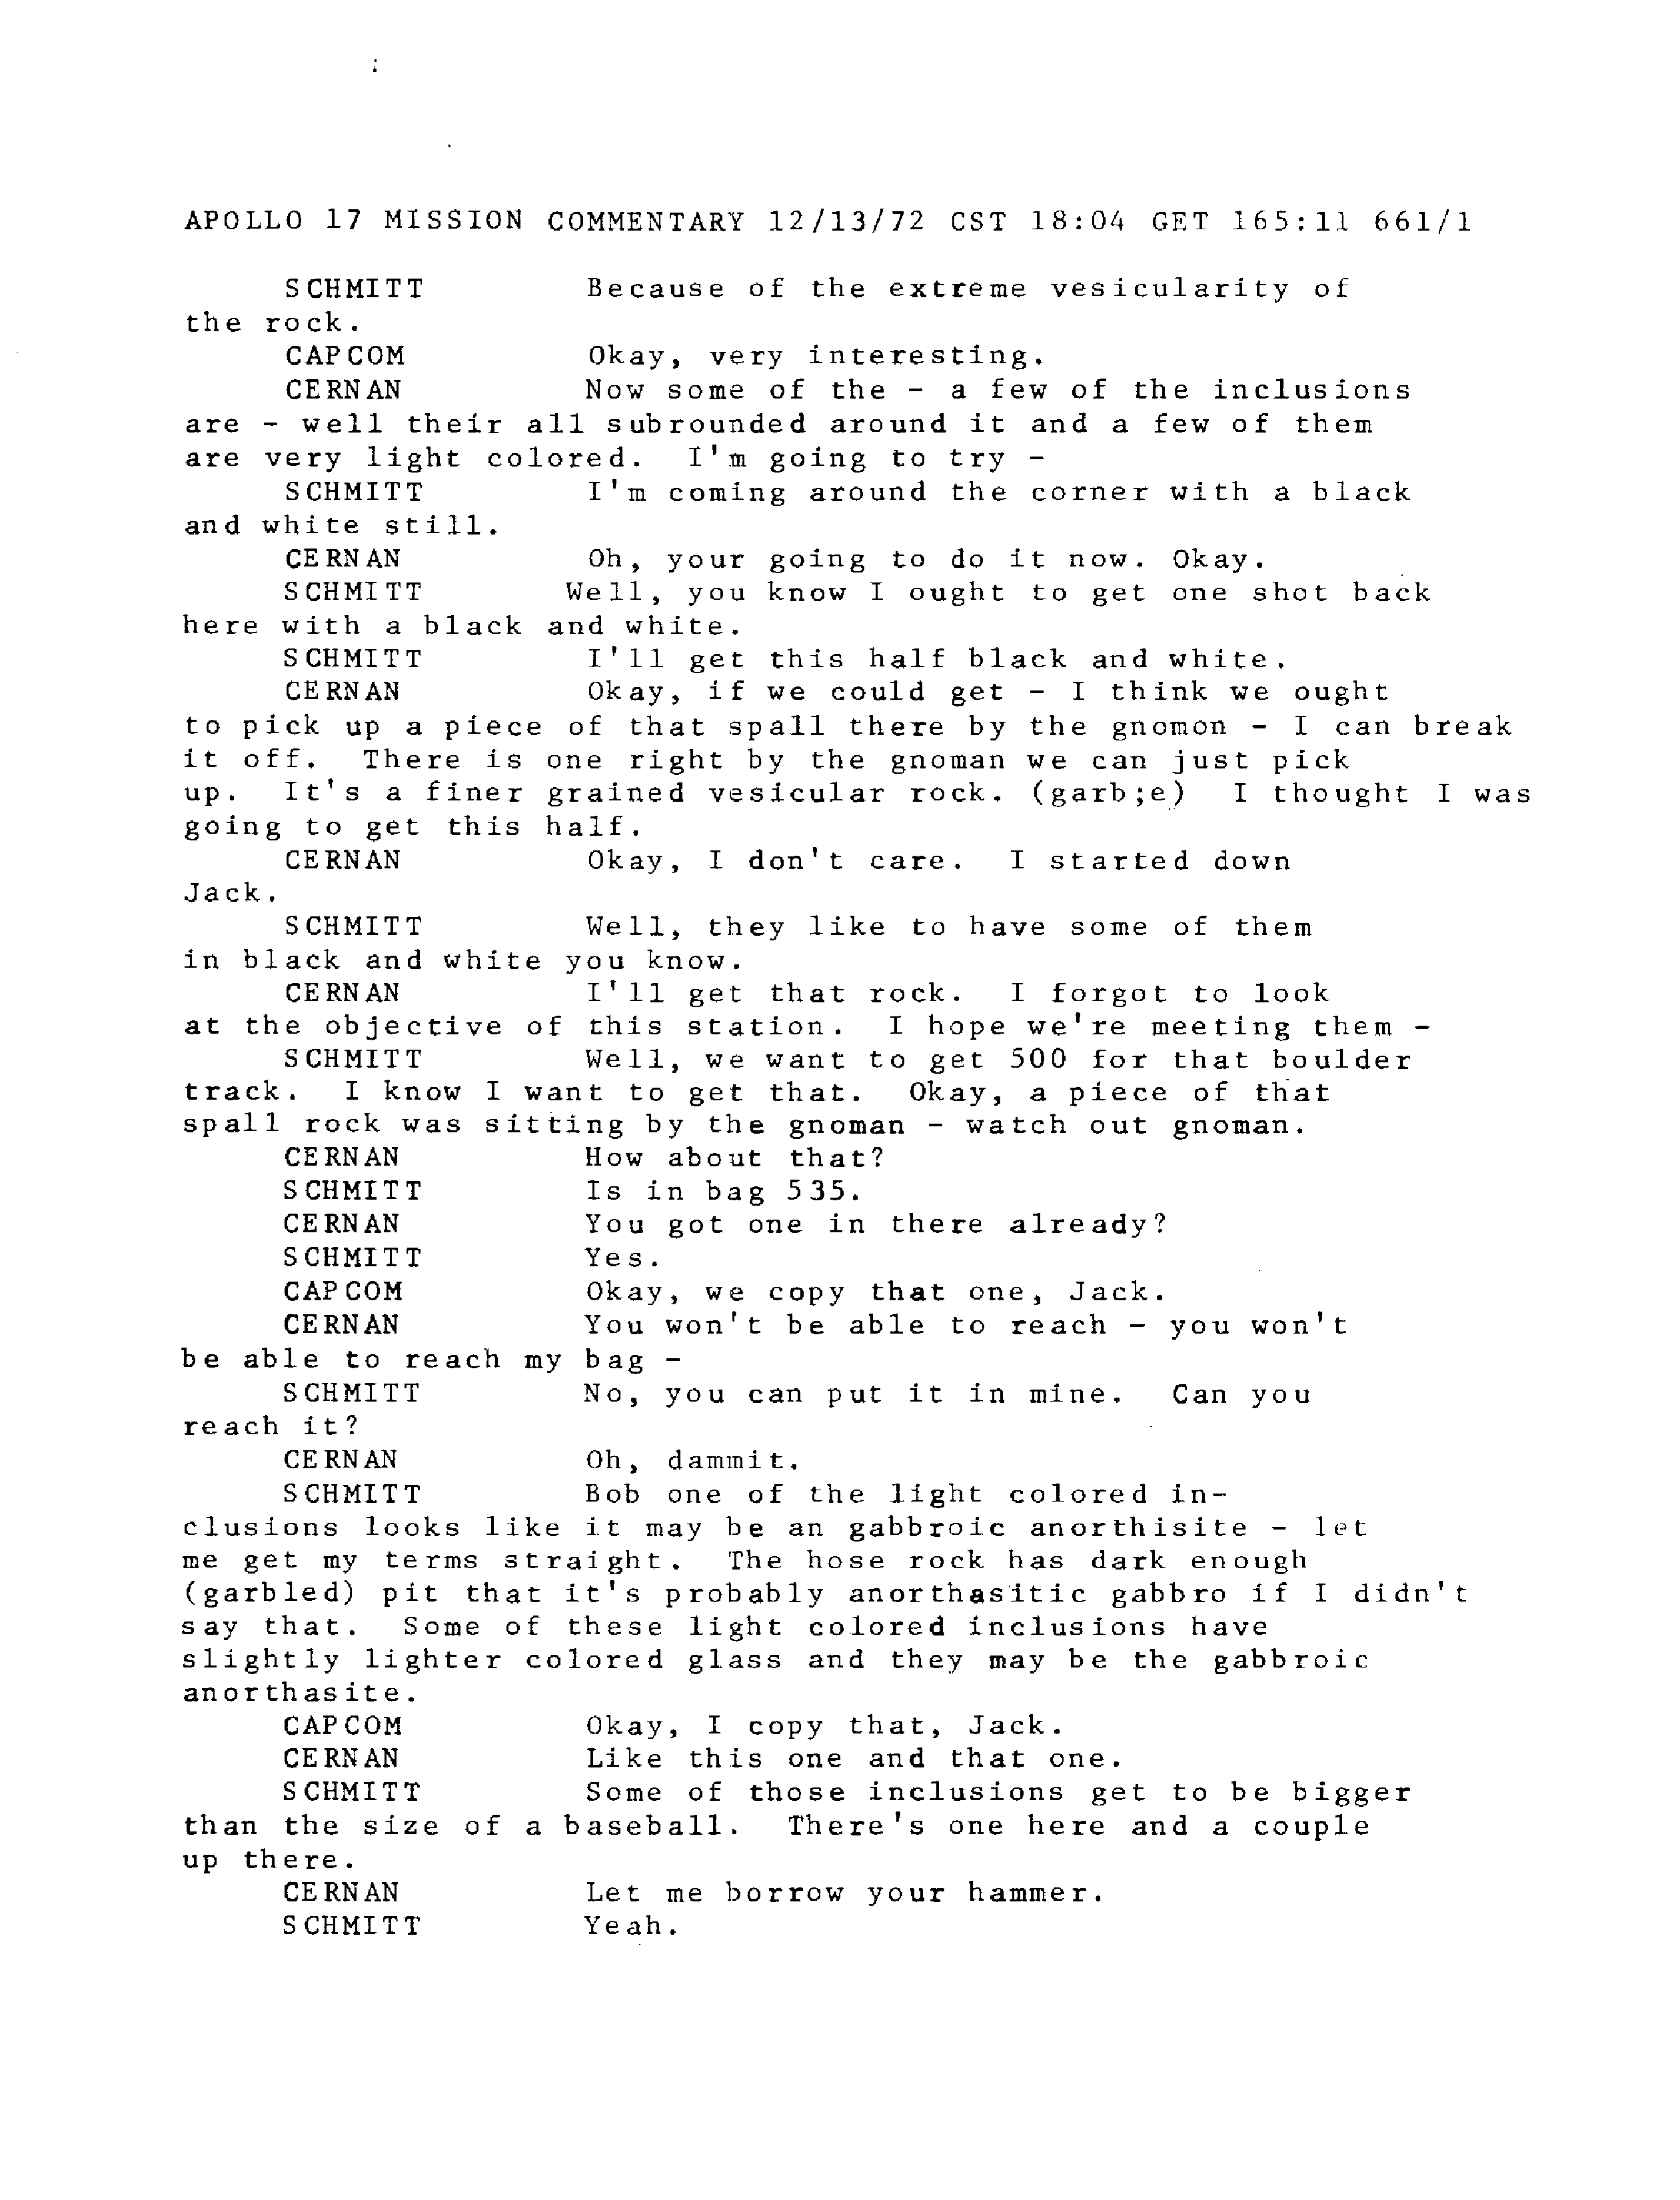 APOLLO 17 MISSION COMMENTARY 12/13/72 CST 18:04 GET 165:11 661/1
SCHMITT Because of the extreme vesicularity of
the rock.
CAPCOM Okay, very interesting.
CERNAN Now some of the - a few of the inclusions
are - well their all subrounded around it and a few of them
are very light colored. I'm going to try -
SCHMITT I'm coming around the corner with a black
and white still.
CERNAN Oh, your going to do it now. Okay.
SCHMITT Well, you know I ought to get one shot back
here with a black and white.
SCHMITT I'll get this half black and white.
CERNAN Okay, if we could get - I think we ought
to pick up a piece of that spall there by the gnomon - I can break
it off. There is one right by the gnoman we can just pick
up. It's a finer grained vesicular rock. (garb;e) I thought I was
going to get this half.
CERNAN Okay, I don't care. I started down
Jack.
SCHMITT Well, they like to have some of them
in black and white you know.
CERNAN I'll get that rock. I forgot to look
at the objective of this station. I hope we're meeting them -
SCHMITT Well, we want to get 500 for that boulder
track. I know I want to get that. Okay, a piece of that
spall rock was sitting by the gnoman - watch out gnoman.
CERNAN How about that?
SCHMITT Is in bag 535.
CERNAN You got one in there already?
SCHMITT Yes.
CAPCOM Okay, we copy that one, Jack.
CERNAN You won't be able to reach - you won't
be able to reach my bag -
SCHMITT No, you can put it in mine. Can you
reach it?
CERNAN Oh, dammit.
SCHMITT Bob one of the light colored in-
clusions looks like it may be an gabbroic anorthisite - let
me get my terms straight. The hose rock has dark enough
(garbled) pit that it's probably anorthasitic gabbro if I didn't
say that. Some of these light colored inclusions have
slightly lighter colored glass and they may be the gabbroic
anorthasite.
CAPCOM Okay, I copy that, Jack.
CERNAN Like this one and that one.
SCHMITT Some of those inclusions get to be bigger
than the size of a baseball. There's one here and a couple
up there.
CERNAN Let me borrow your hammer.
SCHMITT Yeah.